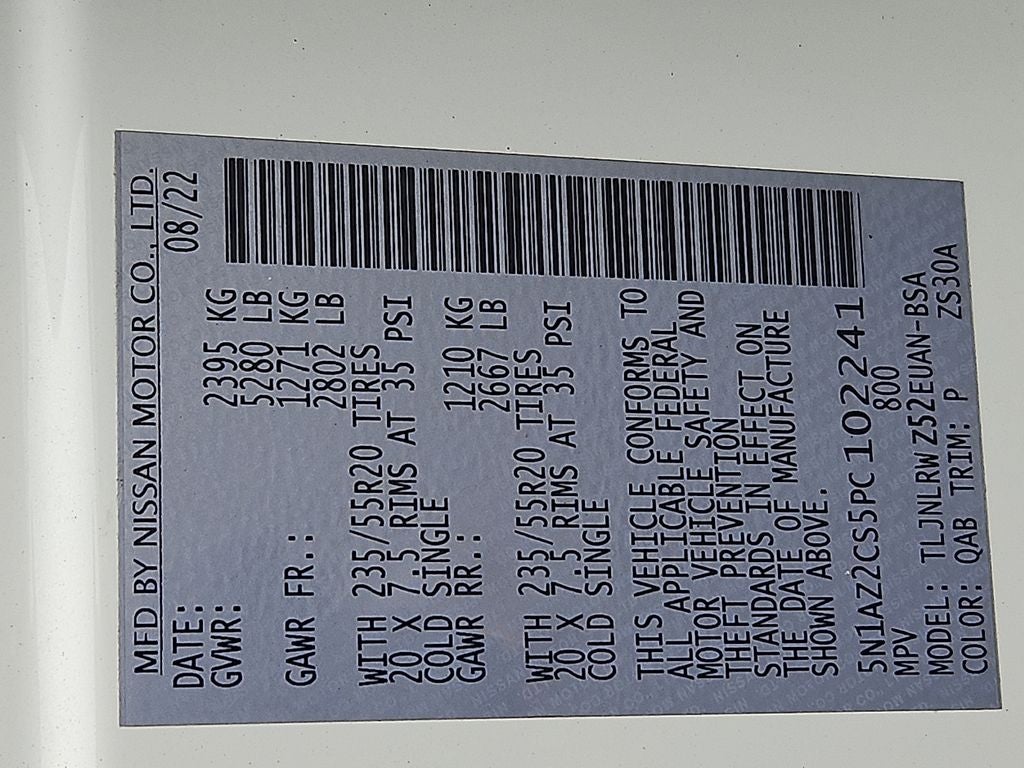 MFD BY NISSAN MOTOR CO., LTD.
DATE: 08/22
GVWR: 2395 KG
5280 LB
GAWR FR.: 1271 KG
2802 LB
WITH 235/55R20 TIRES
20 X 7.5 RIMS AT 35 PSI
COLD SINGLE
GAWR RR.: 1210 KG
2667 LB
WITH 235/55R20 TIRES
20 X 7.5 RIMS AT 35 PSI
COLD SINGLE
THIS VEHICLE CONFORMS TO
ALL APPLICABLE FEDERAL
MOTOR VEHICLE SAFETY AND
THEFT PREVENTION
STANDARDS IN EFFECT ON
THE DATE OF MANUFACTURE
SHOWN ABOVE.
5N1AZ2CS5PC102241
MPV 800
MODEL: TLJNLRWZ52EUAN-BSA
COLOR: QAB TRIM: P ZS30A